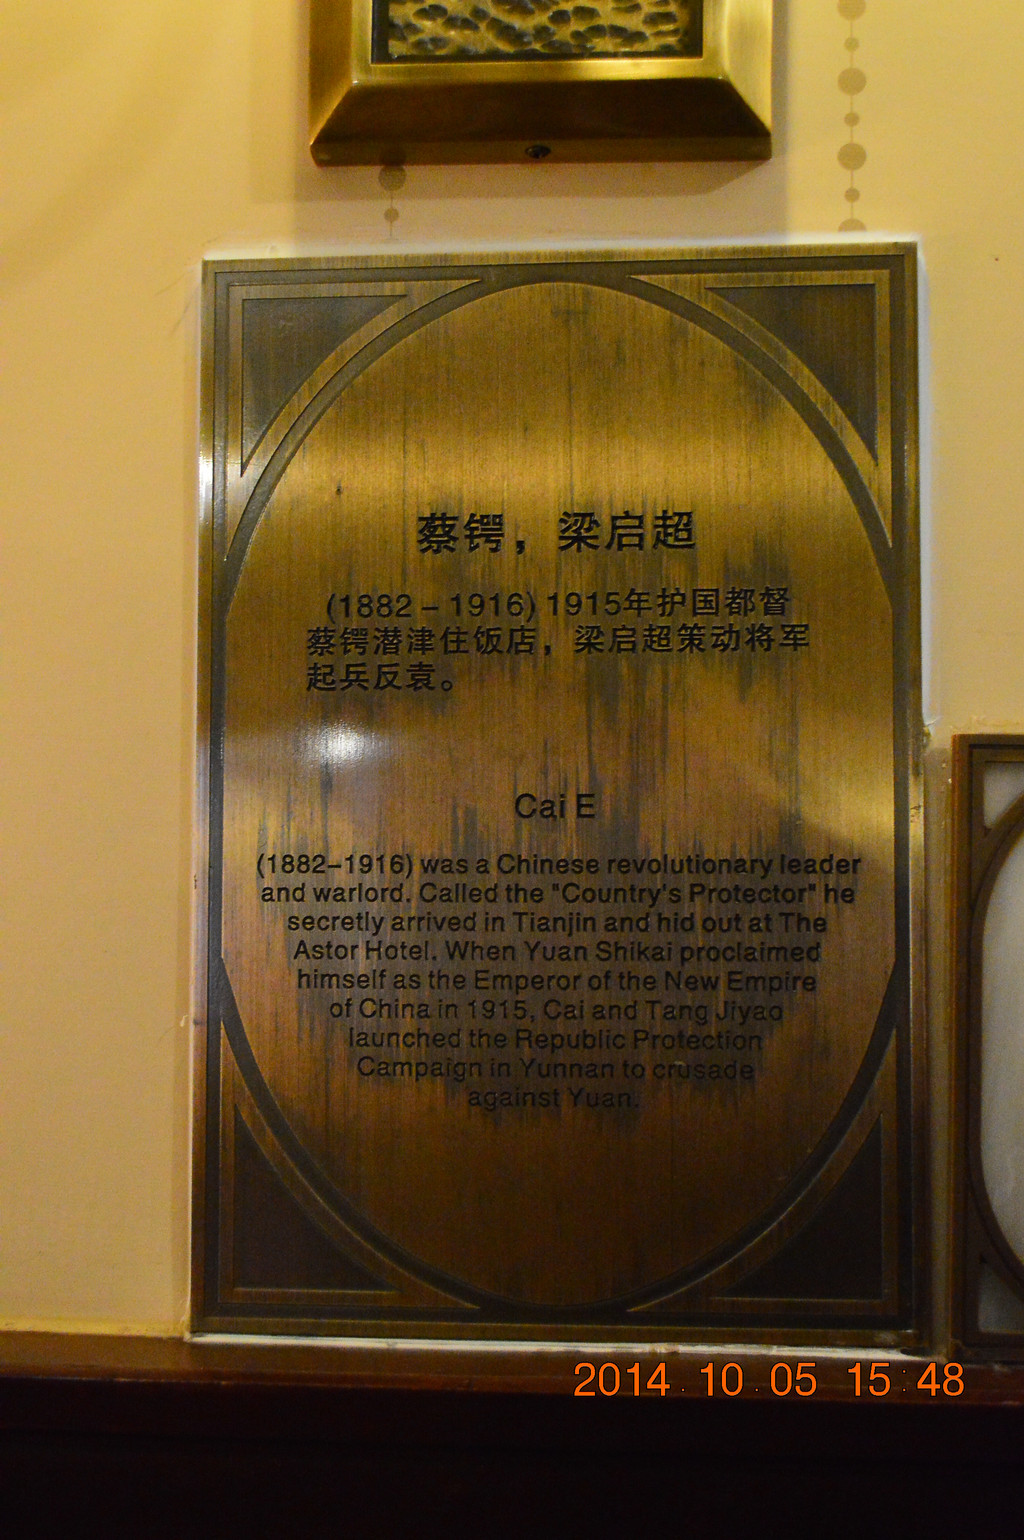 蔡锷，梁启超
(1882－1916) 1915年护国都督
蔡锷潜津住饭店，梁启超策动将军
起兵反袁。
Cai E
(1882–1916) was a Chinese revolutionary leader
and warlord. Called the "Country's Protector" he
secretly arrived in Tianjin and hid out at The
Astor Hotel. When Yuan Shikai proclaimed
himself as the Emperor of the New Empire
of China in 1915, Cai and Tang Jiyao
launched the Republic Protection
Campaign in Yunnan to crusade
against Yuan.
2014.10.05 15:48